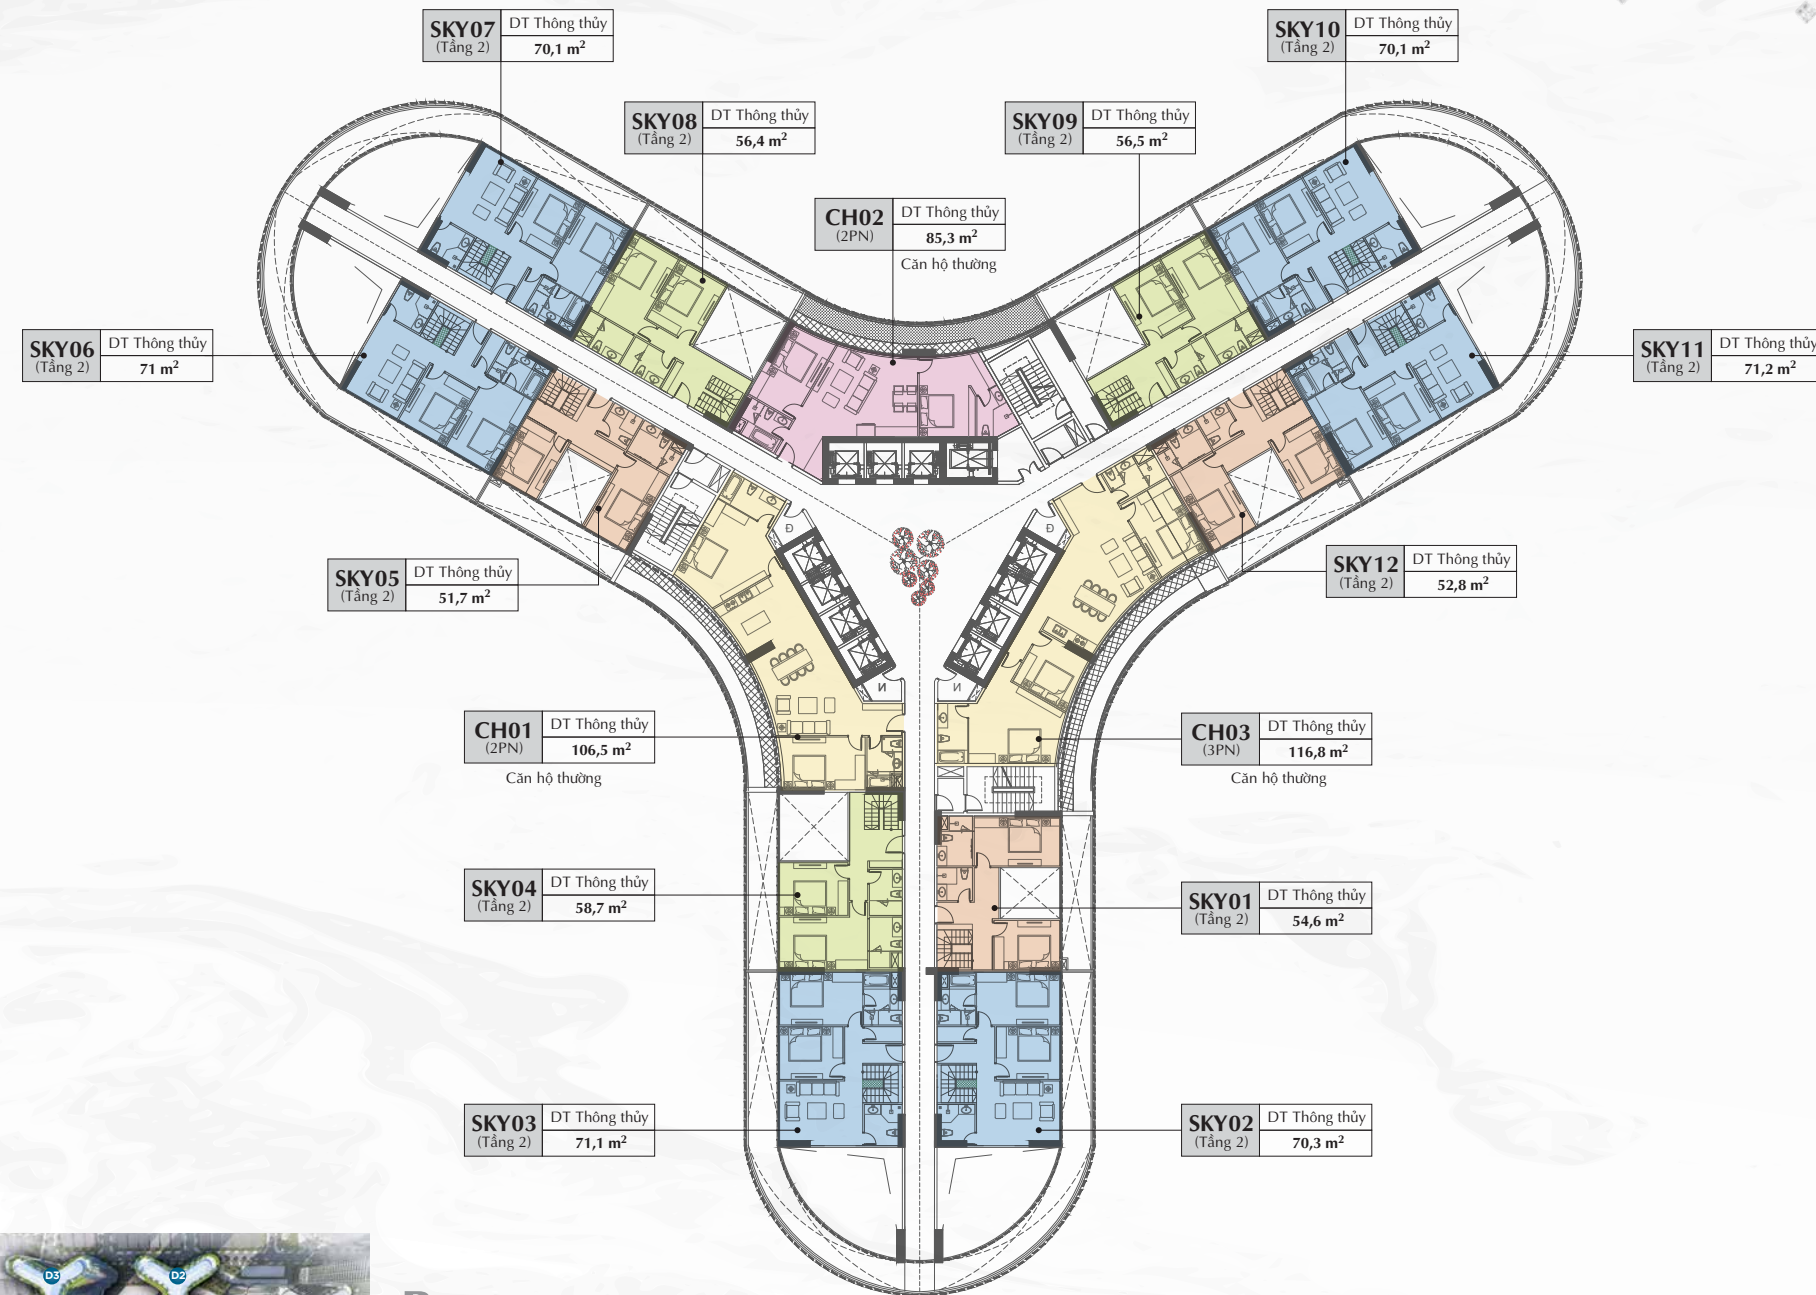 SKY07
(Tầng 2)
DT Thông thủy
70,1 m²
SKY10
(Tầng 2)
DT Thông thủy
70,1 m²
SKY08
(Tầng 2)
DT Thông thủy
56,4 m²
SKY09
(Tầng 2)
DT Thông thủy
56,5 m²
CH02
(2PN)
DT Thông thủy
85,3 m²
Căn hộ thường
SKY06
(Tầng 2)
DT Thông thủy
71 m²
SKY11
(Tầng 2)
DT Thông thủy
71,2 m²
Đ
Đ
SKY05
(Tầng 2)
DT Thông thủy
51,7 m²
SKY12
(Tầng 2)
DT Thông thủy
52,8 m²
N
N
CH01
(2PN)
DT Thông thủy
106,5 m²
Căn hộ thường
CH03
(3PN)
DT Thông thủy
116,8 m²
Căn hộ thường
SKY04
(Tầng 2)
DT Thông thủy
58,7 m²
SKY01
(Tầng 2)
DT Thông thủy
54,6 m²
SKY03
(Tầng 2)
DT Thông thủy
71,1 m²
SKY02
(Tầng 2)
DT Thông thủy
70,3 m²
D3
D2